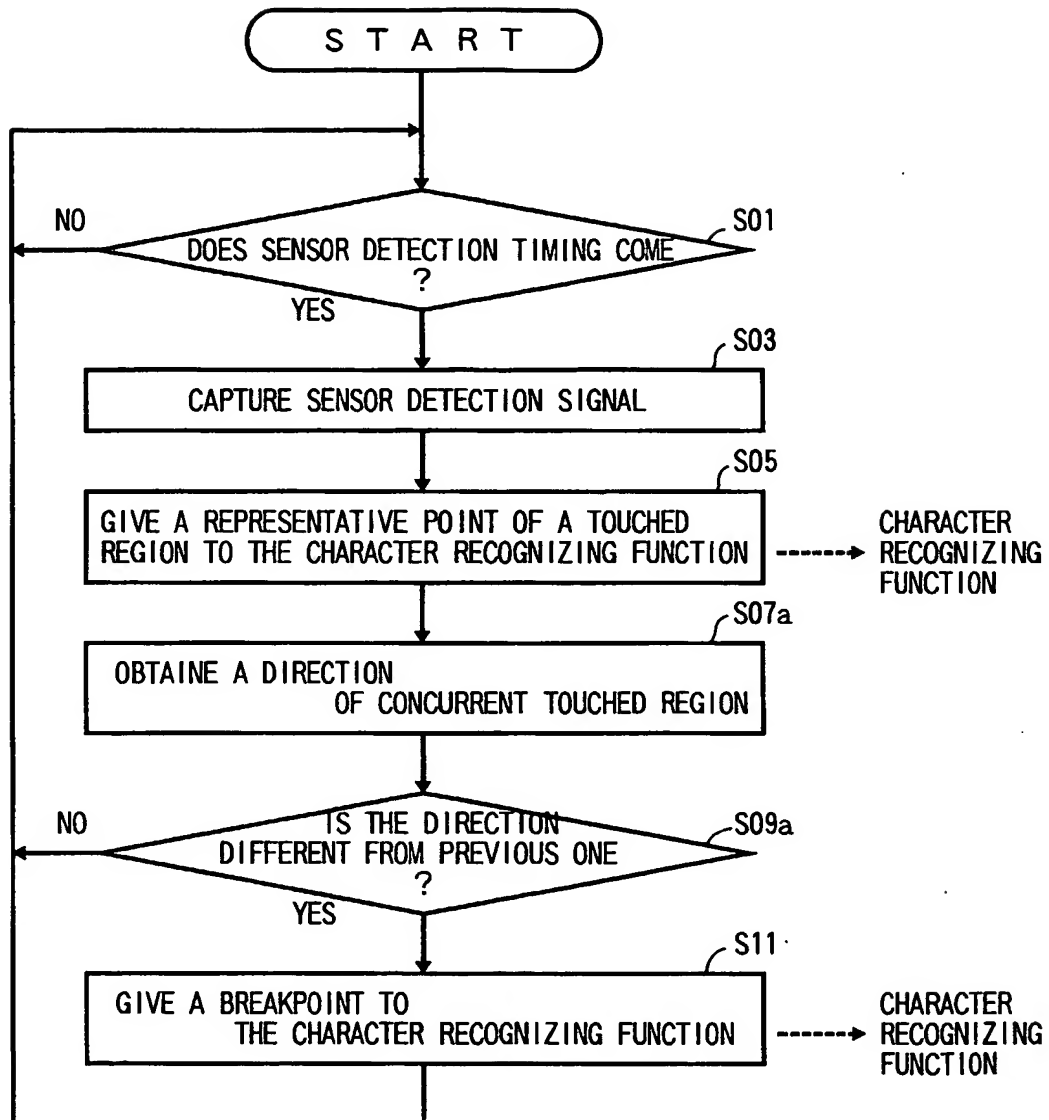 START
NO
S01
DOES SENSOR DETECTION TIMING COME
?
YES
S03
CAPTURE SENSOR DETECTION SIGNAL
S05
GIVE A REPRESENTATIVE POINT OF A TOUCHED
REGION TO THE CHARACTER RECOGNIZING FUNCTION
CHARACTER
RECOGNIZING
FUNCTION
S07a
OBTAINE A DIRECTION
OF CONCURRENT TOUCHED REGION
NO
S09a
IS THE DIRECTION
DIFFERENT FROM PREVIOUS ONE
?
YES
S11
GIVE A BREAKPOINT TO
THE CHARACTER RECOGNIZING FUNCTION
CHARACTER
RECOGNIZING
FUNCTION